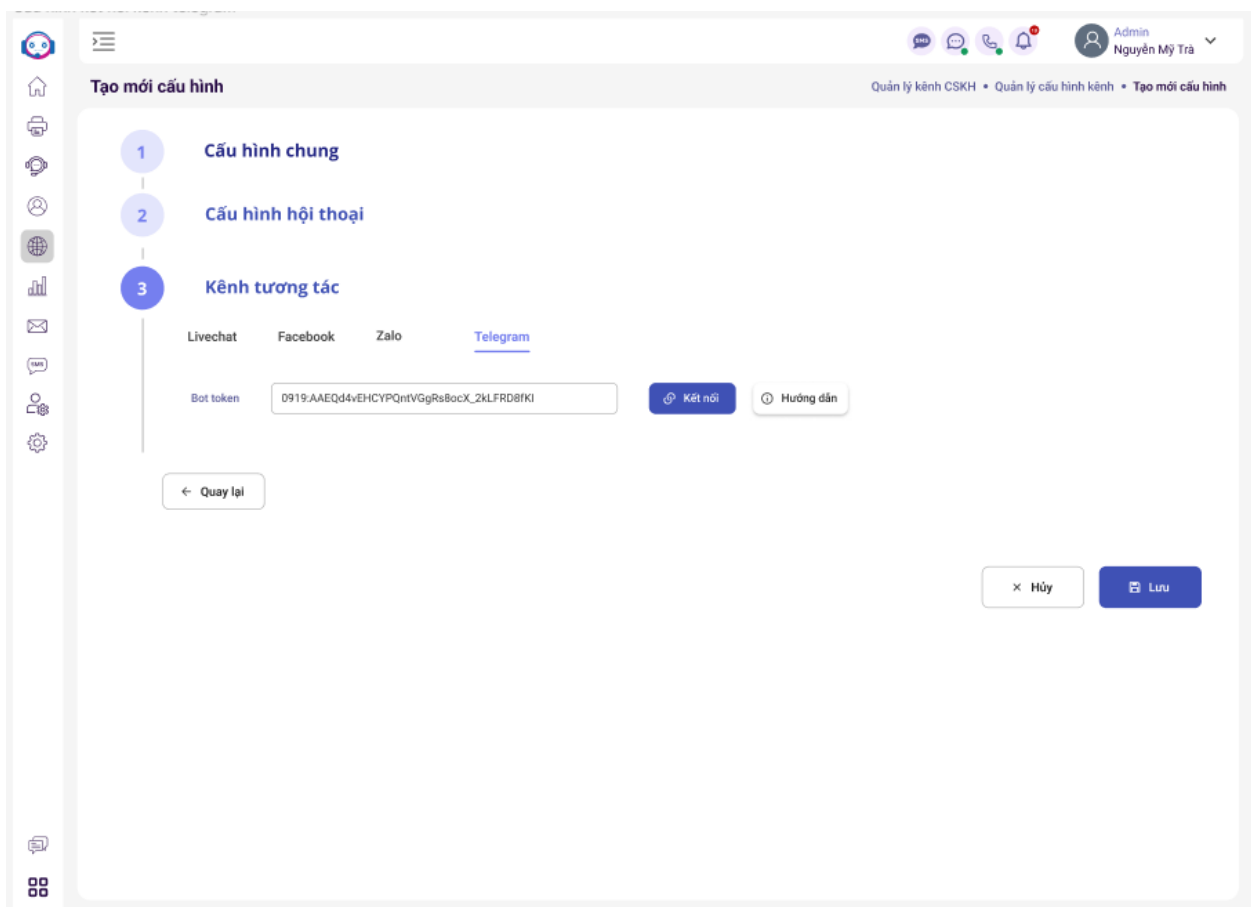 Admin
Nguyễn Mỹ Trà
Tạo mới cấu hình
Quản lý kênh CSKH • Quản lý cấu hình kênh • Tạo mới cấu hình
1 Cấu hình chung
2 Cấu hình hội thoại
3 Kênh tương tác
Livechat Facebook Zalo Telegram
Bot token 0919:AAEQd4vEHCYPQntVGgRs8ocX_2kLFRD8fKI Kết nối Hướng dẫn
← Quay lại
× Hủy Lưu